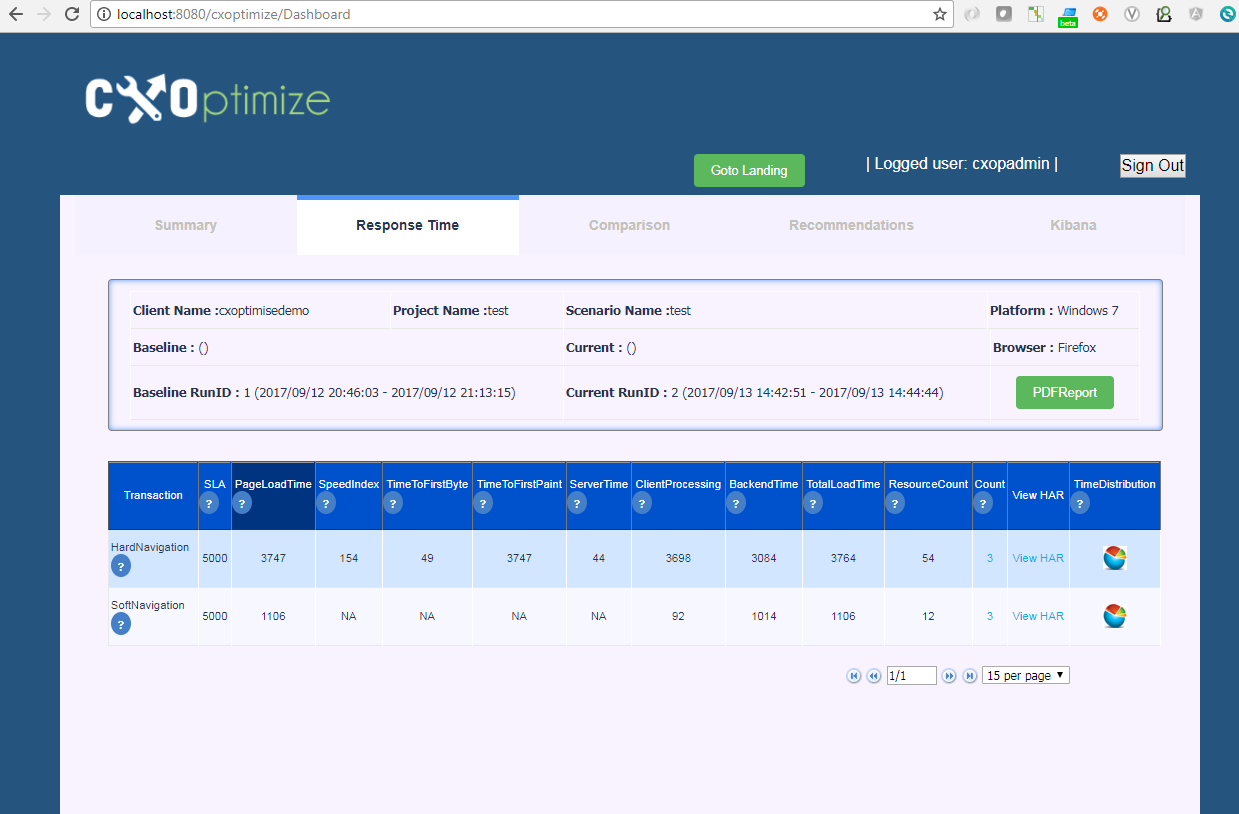 localhost:8080/cxoptimize/Dashboard
beta
CXOptimize
Goto Landing
| Logged user: cxopadmin |
Sign Out
Summary
Response Time
Comparison
Recommendations
Kibana
Client Name :cxoptimisedemo
Project Name :test
Scenario Name :test
Platform : Windows 7
Baseline : ()
Current : ()
Browser : Firefox
Baseline RunID : 1 (2017/09/12 20:46:03 - 2017/09/12 21:13:15)
Current RunID : 2 (2017/09/13 14:42:51 - 2017/09/13 14:44:44)
PDFReport
Transaction SLA ? PageLoadTime ? SpeedIndex ? TimeToFirstByte ? TimeToFirstPaint ? ServerTime ? ClientProcessing ? BackendTime ? TotalLoadTime ? ResourceCount ? Count ? View HAR TimeDistribution ?
HardNavigation ? 5000 3747 154 49 3747 44 3698 3084 3764 54 3 View HAR
SoftNavigation ? 5000 1106 NA NA NA NA 92 1014 1106 12 3 View HAR
1/1
15 per page